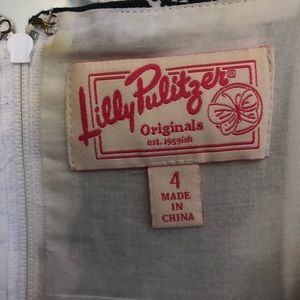 Lilly Pulitzer®
Originals
est. 1959ish
4
MADE
IN
CHINA